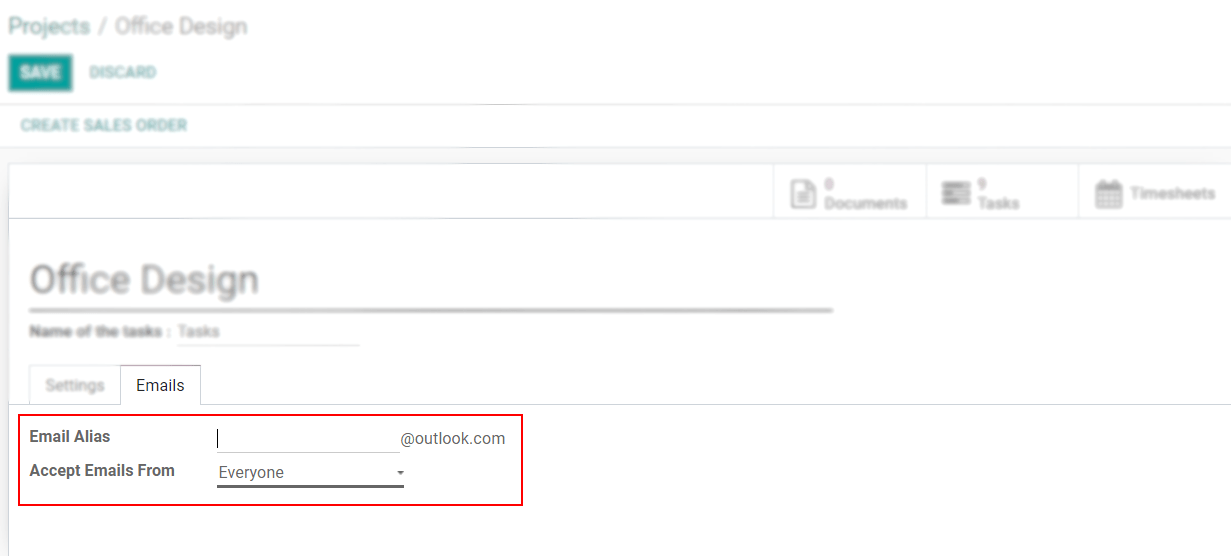 Projects / Office Design
SAVE DISCARD
CREATE SALES ORDER
0 Documents
9 Tasks
Timesheets
Office Design
Name of the tasks : Tasks
Settings Emails
Email Alias @outlook.com
Accept Emails From Everyone